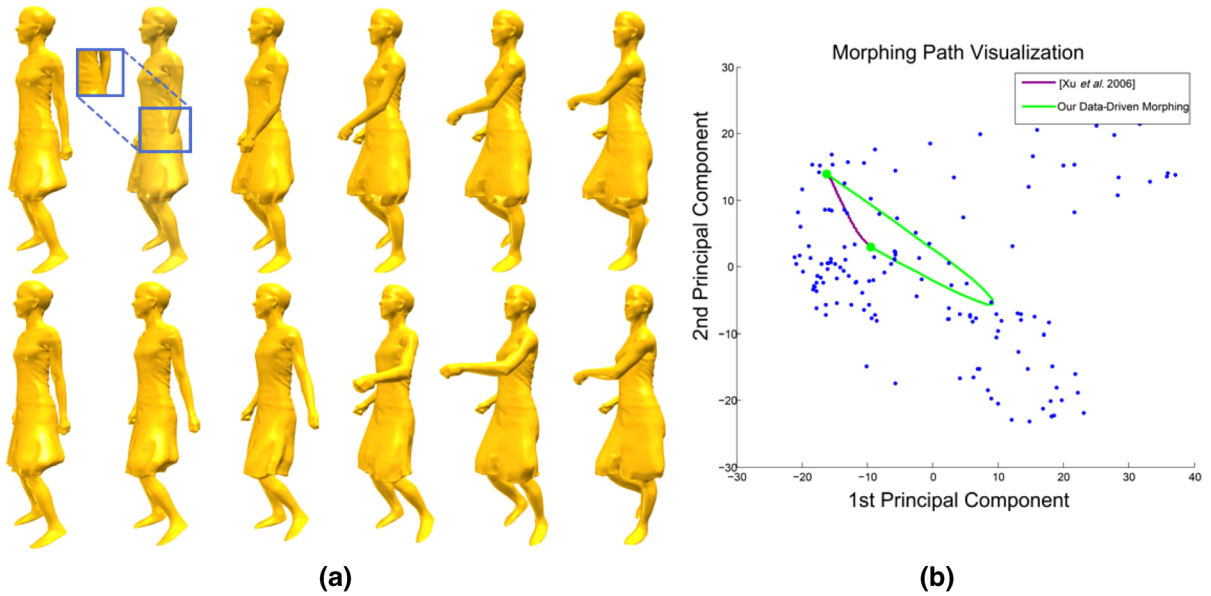 Morphing Path Visualization
[Xu et al. 2006]
Our Data-Driven Morphing
2nd Principal Component
30
20
10
0
−10
−20
−30
−30
−20
−10
0
10
20
30
40
1st Principal Component
(a)
(b)